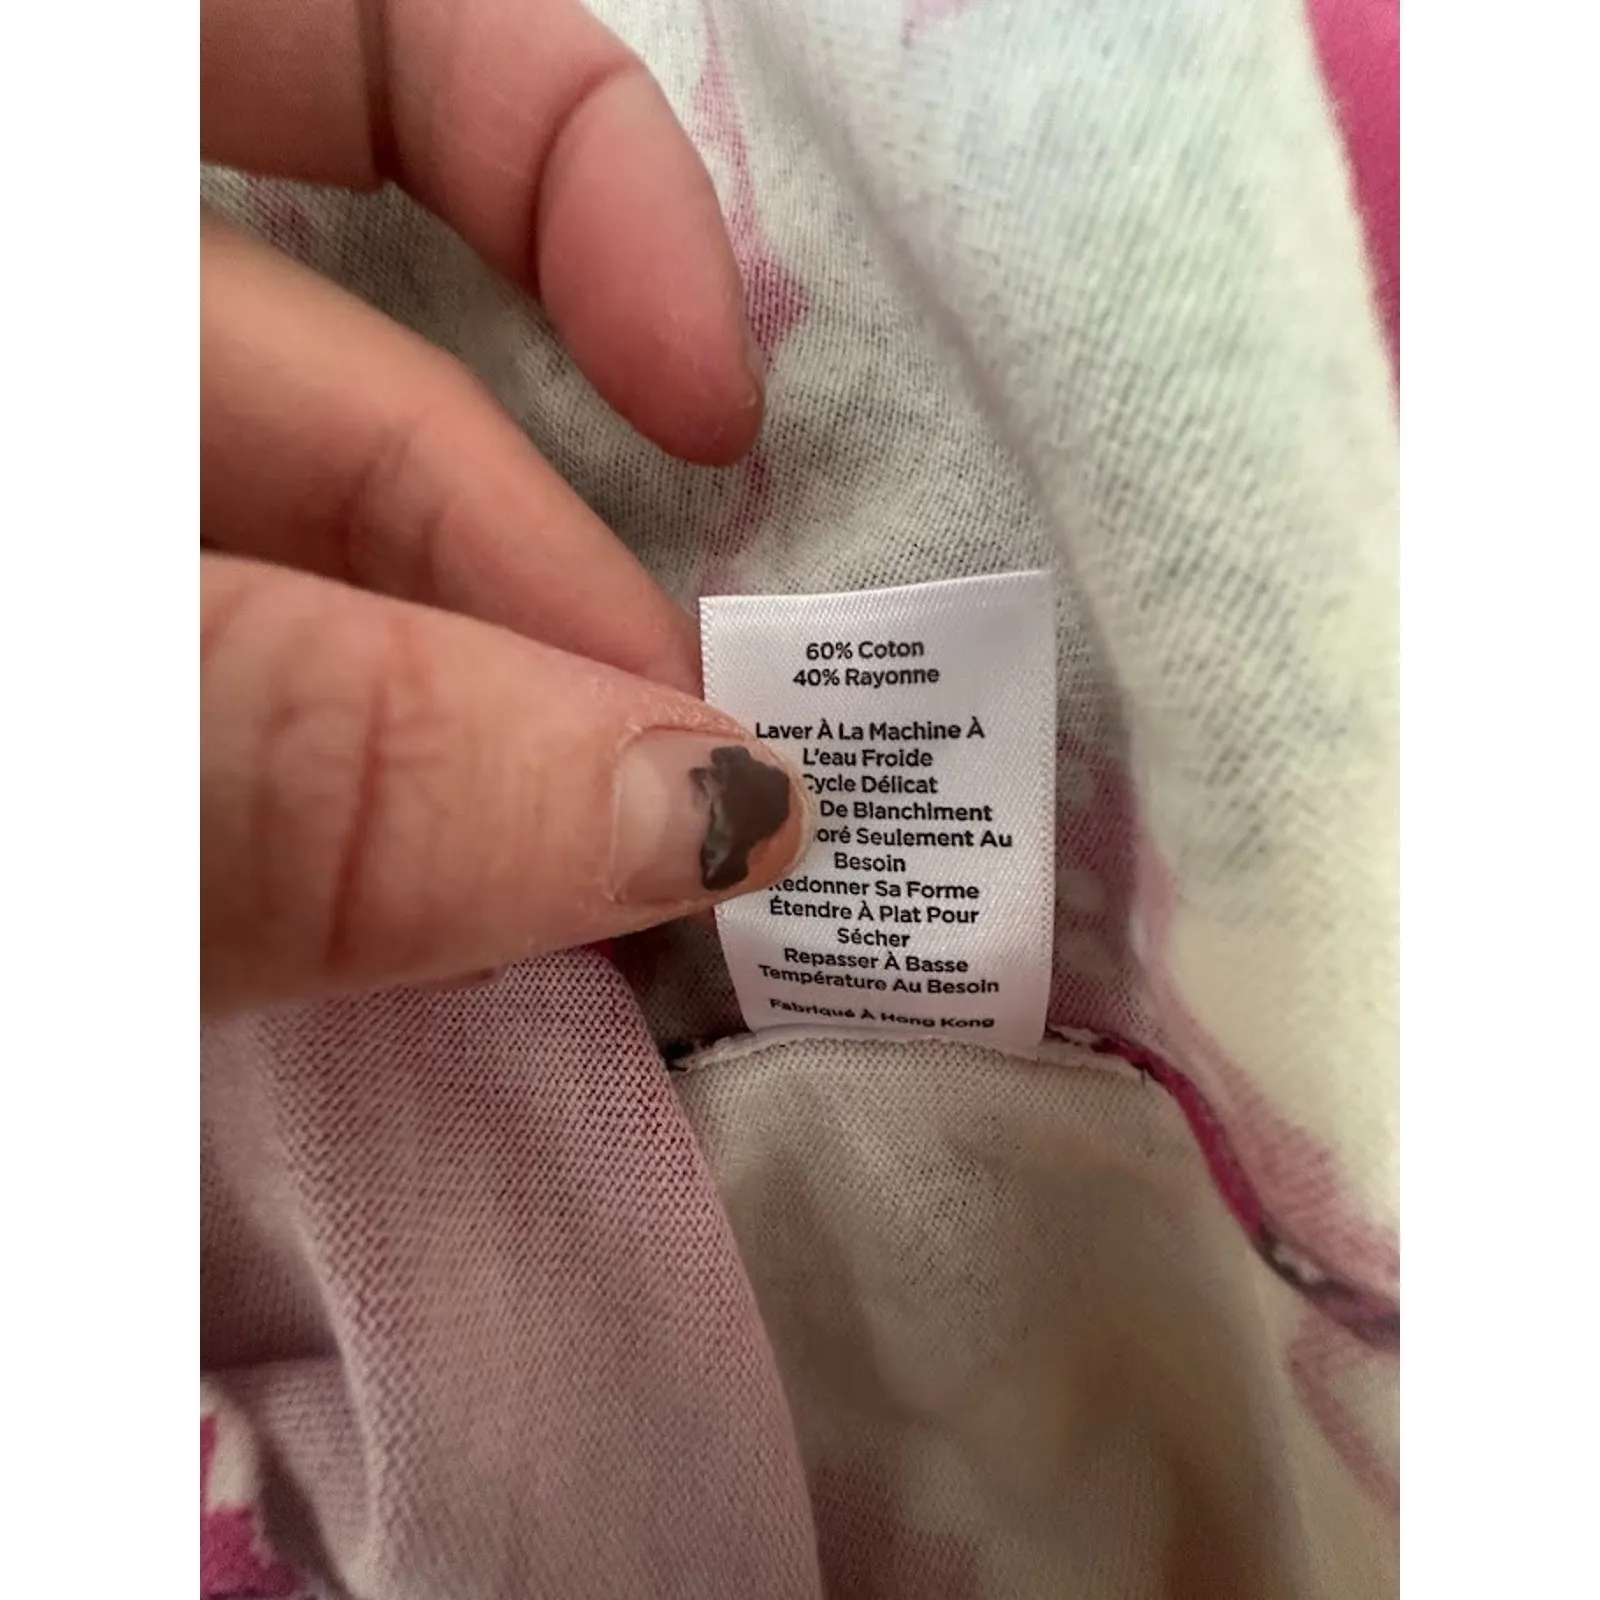 60% Coton
40% Rayonne
Laver À La Machine À
L'eau Froide
Cycle Délicat
De Blanchiment
Seulement Au
Besoin
Redonner Sa Forme
Étendre À Plat Pour
Sécher
Repasser À Basse
Température Au Besoin
Fabriqué À Hong Kong